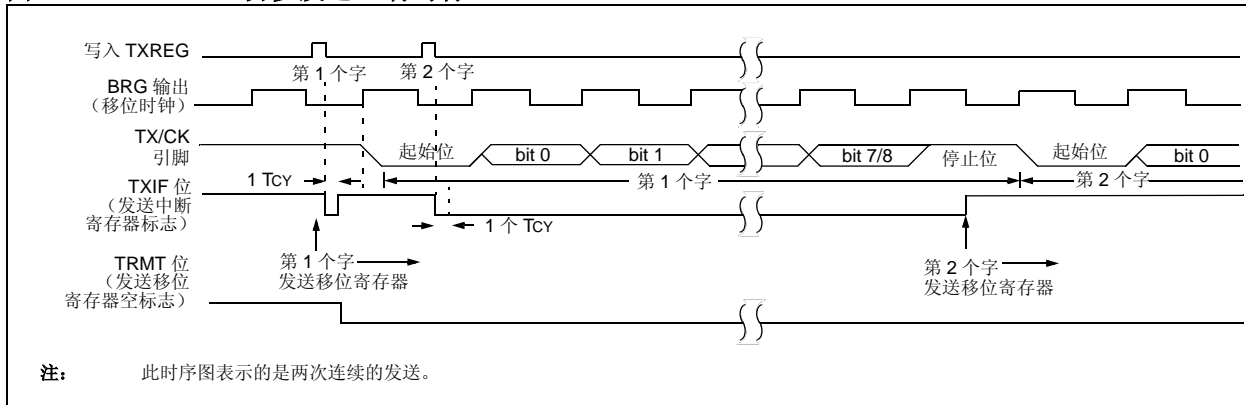 写入 TXREG
第 1 个字 第 2 个字
BRG 输出
（移位时钟）
TX/CK
引脚
起始位 bit 0 bit 1 bit 7/8 停止位 起始位 bit 0
1 TCY
第 1 个字 第 2 个字
TXIF 位
（发送中断
寄存器标志）
1 个 TCY
TRMT 位
（发送移位
寄存器空标志）
第 1 个字
发送移位寄存器
第 2 个字
发送移位寄存器
注： 此时序图表示的是两次连续的发送。